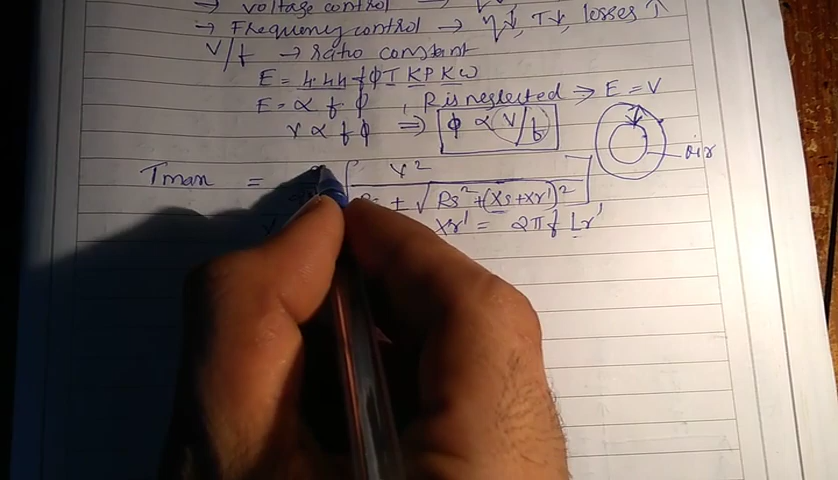 → voltage control →
→ Frequency control → η↓, T↓, losses ↑
V/f → ratio constant
E = 4.44 f ϕ T KP KW
E = α f ϕ , R is neglected ⇒ E = V
V α f ϕ ⇒ ϕ α V/f
air
Tman = V²
+ √ Rs² + (Xs + Xr')²
Xr' = 2π f Lr'